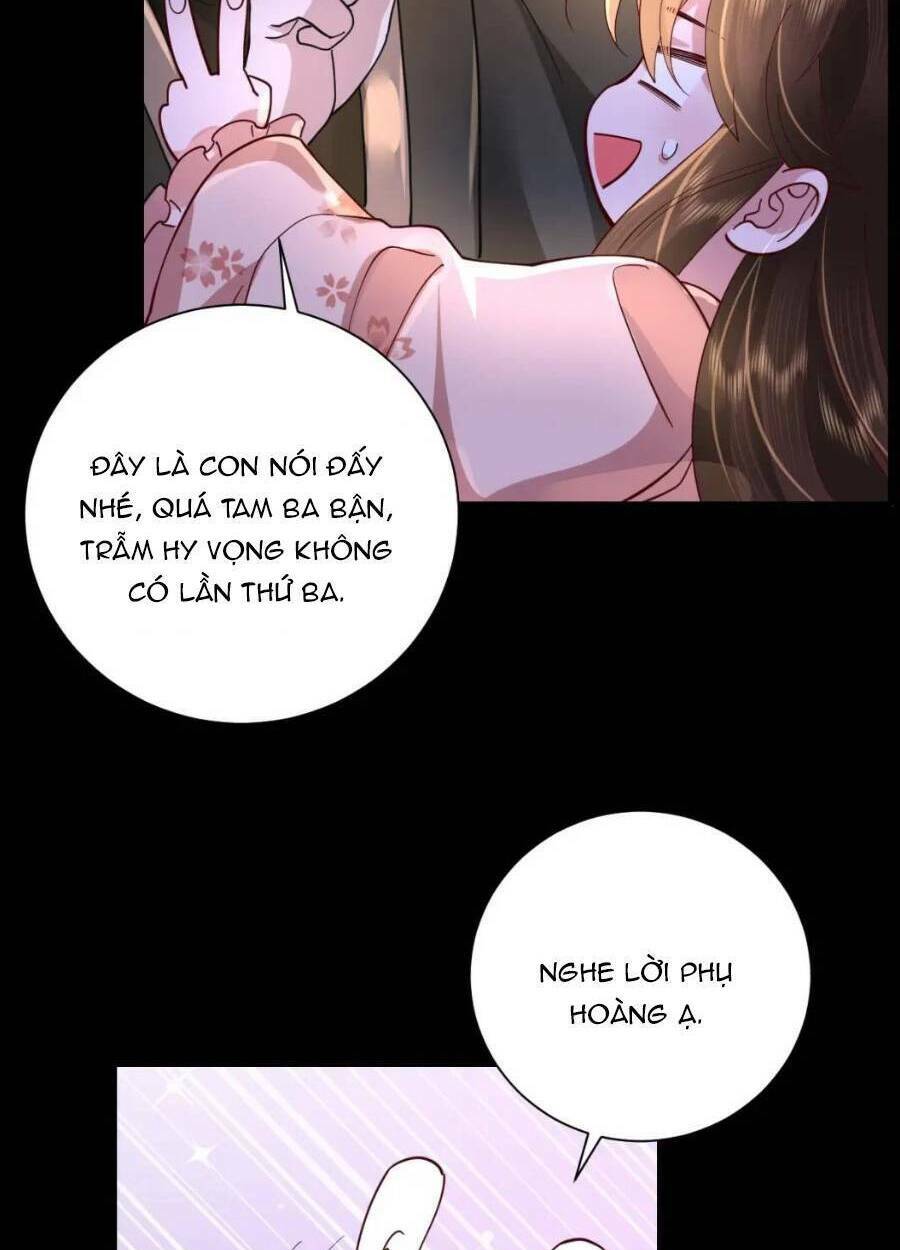 ĐÂY LÀ CON NÓI ĐẤY
NHÉ, QUÁ TAM BA BẬN,
TRẪM HY VỌNG KHÔNG
CÓ LẦN THỨ BA.
NGHE LỜI PHỤ
HOÀNG Ạ.